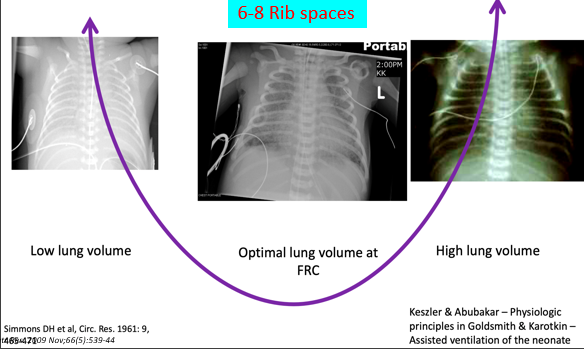 6-8 Rib spaces
Portab
2:00PM
KK
L
Low lung volume
Optimal lung volume at
FRC
High lung volume
Simmons DH et al, Circ. Res. 1961: 9,
465-471
09 Nov;66(5):539-44
Keszler & Abubakar – Physiologic
principles in Goldsmith & Karotkin –
Assisted ventilation of the neonate